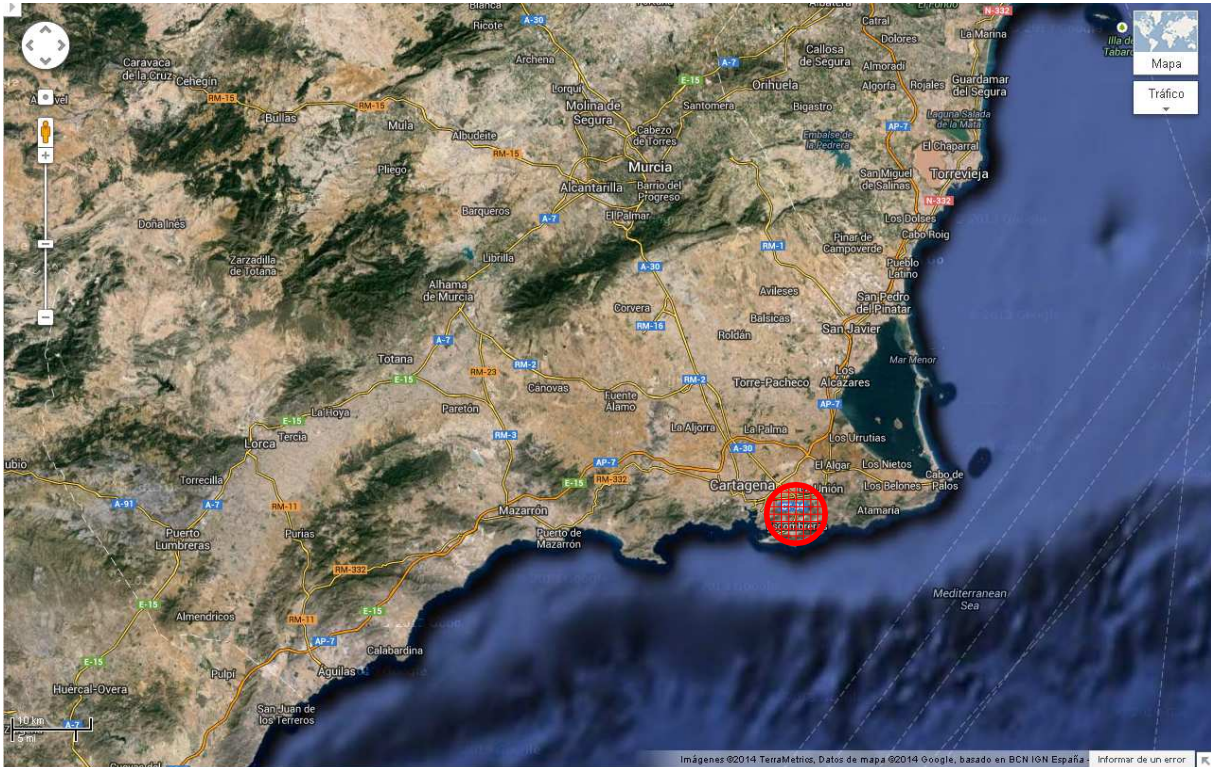 Blanca
A-30
Fortuna
Albatera
El Fondo
N-332
Catral
La Marina
Ricote
Dolores
Illa de
Tabarc
Callosa
de Segura
A-7
Archena
Almoradí
Mapa
Caravaca
de la Cruz
Cehegín
E-15
Orihuela
Algorfa
Rojales
Guardamar
del Segura
Tráfico
Lorquí
RM-15
RM-15
Molina de
Segura
Santomera
Bigastro
Laguna Salada
de la Mata
Bullas
Mula
Albudeite
Cabezo
de Torres
AP-7
Embalse de
la Pedrera
El Chaparral
RM-15
Pliego
Murcia
San Miguel
de Salinas
Torrevieja
Alcantarilla
Barrio del
Progreso
N-332
Barqueros
A-7
El Palmar
Los Dolses
Doña Inés
Pinar de
Campoverde
Cabo Roig
RM-1
Zarzadilla
de Totana
Librilla
A-30
Pueblo
Latino
Alhama
de Murcia
Avileses
San Pedro
del Pinatar
Corvera
Balsicas
RM-16
Roldán
San Javier
A-7
Totana
Mar Menor
RM-2
RM-23
E-15
RM-2
Torre-Pacheco
Los
Alcázares
Cánovas
Fuente
Álamo
La Hoya
Paretón
AP-7
E-15
La Aljorra
La Palma
Lorca
Tercia
RM-3
A-30
Los Urrutias
AP-7
El Algar
Los Nietos
Torrecilla
E-15
RM-332
Cartagena
Unión
Los Belones
Cabo de
Palos
A-91
A-7
RM-11
Mazarrón
Atamaría
Puerto
Lumbreras
Purias
Puerto de
Mazarrón
Escombreras
RM-332
Mediterranean
Sea
E-15
Almendricos
RM-11
E-15
AP-7
Calabardina
E-15
Pulpí
Águilas
Huércal-Overa
San Juan de
los Terreros
10 km
A-7
5 mi
Imágenes ©2014 TerraMetrics, Datos de mapa ©2014 Google, basado en BCN IGN España -
Informar de un error